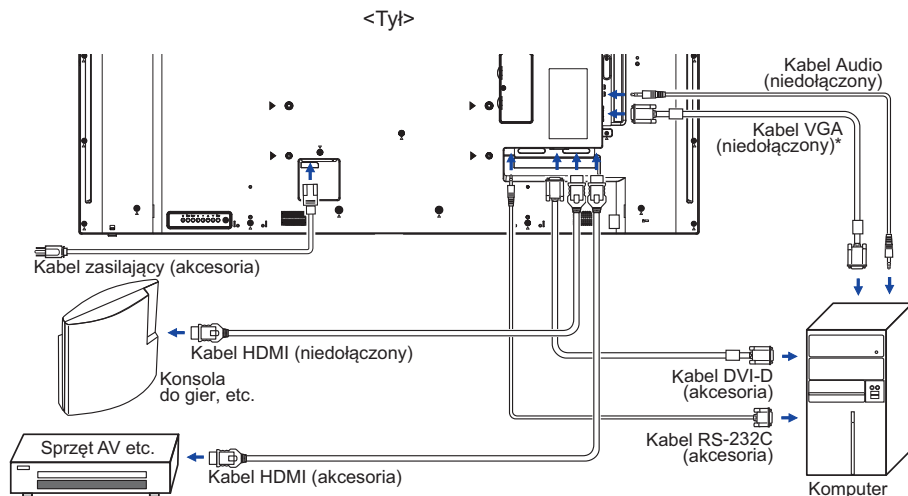 <Tył>
Kabel Audio
(niedołączony)
Kabel VGA
(niedołączony)*
Kabel zasilający (akcesoria)
Kabel HDMI (niedołączony)
Konsola
do gier, etc.
Kabel DVI-D
(akcesoria)
Sprzęt AV etc.
Kabel RS-232C
(akcesoria)
Kabel HDMI (akcesoria)
Komputer